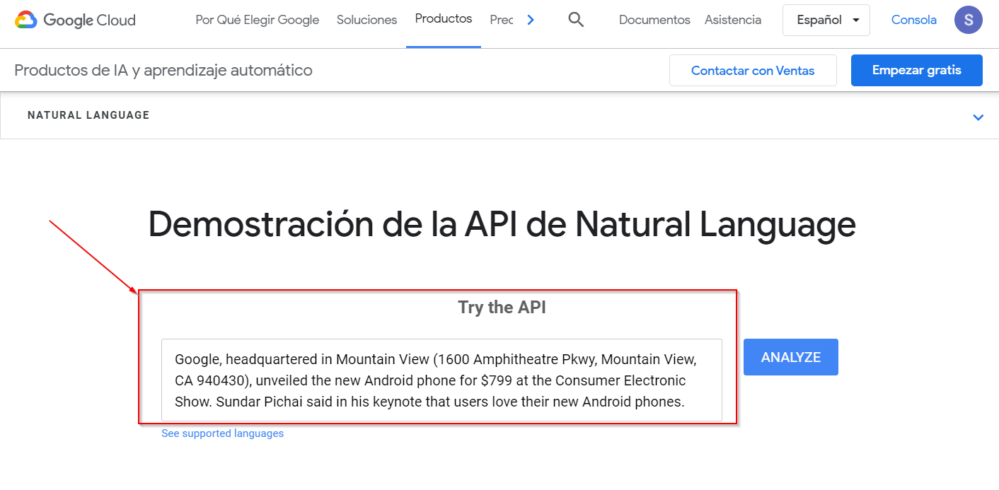 Google Cloud
Por Qué Elegir Google
Soluciones
Productos
Prec
Documentos
Asistencia
Español
Consola
S
Productos de IA y aprendizaje automático
Contactar con Ventas
Empezar gratis
NATURAL LANGUAGE
Demostración de la API de Natural Language
Try the API
Google, headquartered in Mountain View (1600 Amphitheatre Pkwy, Mountain View,
CA 940430), unveiled the new Android phone for $799 at the Consumer Electronic
Show. Sundar Pichai said in his keynote that users love their new Android phones.
ANALYZE
See supported languages